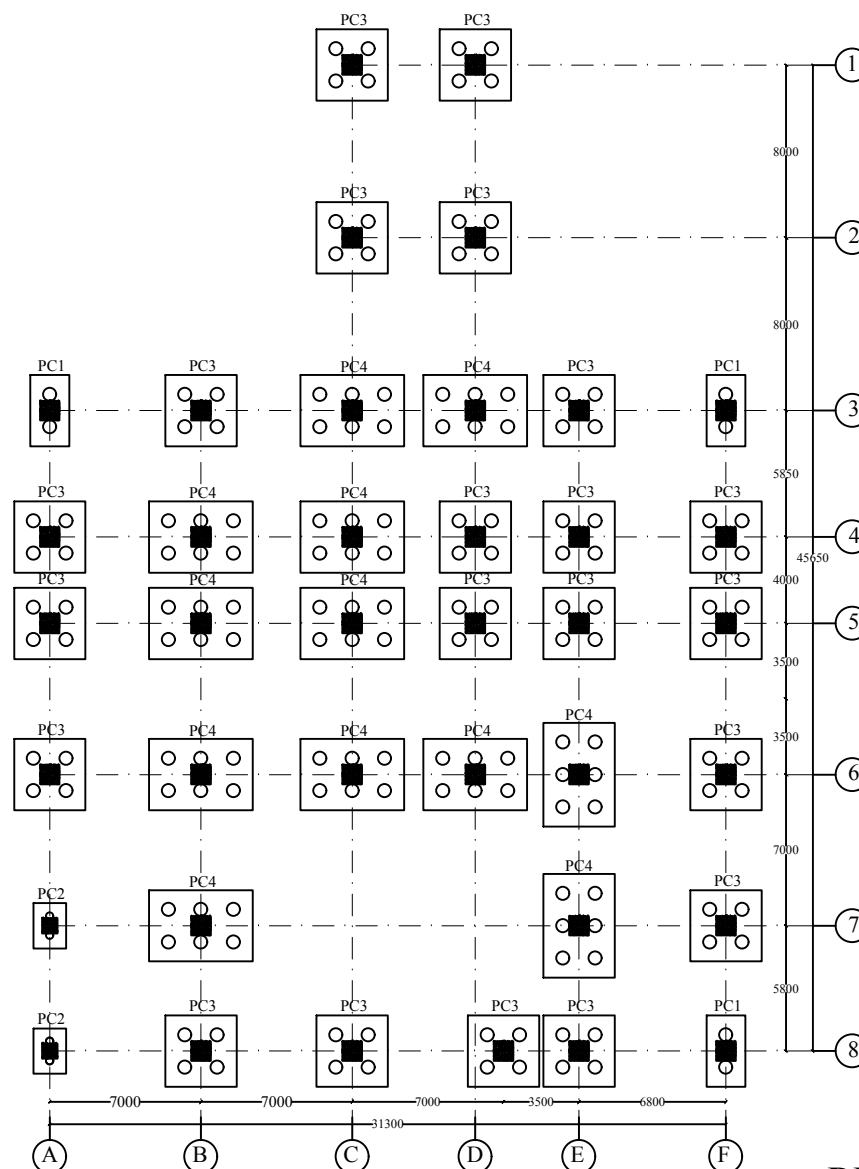 PC3 PC3
1
8000
PC3 PC3
2
8000
PC1 PC3 PC4 PC4 PC3 PC1
3
5850
PC3 PC4 PC4 PC3 PC3 PC3
4
45650
4000
PC3 PC4 PC4 PC3 PC3 PC3
5
3500
PC4
3500
PC3 PC4 PC4 PC4 PC3
6
7000
PC4
PC2 PC4 PC3
7
5800
PC2 PC3 PC3 PC3 PC3 PC1
8
7000 7000 7000 3500 6800
31300
A B C D E F